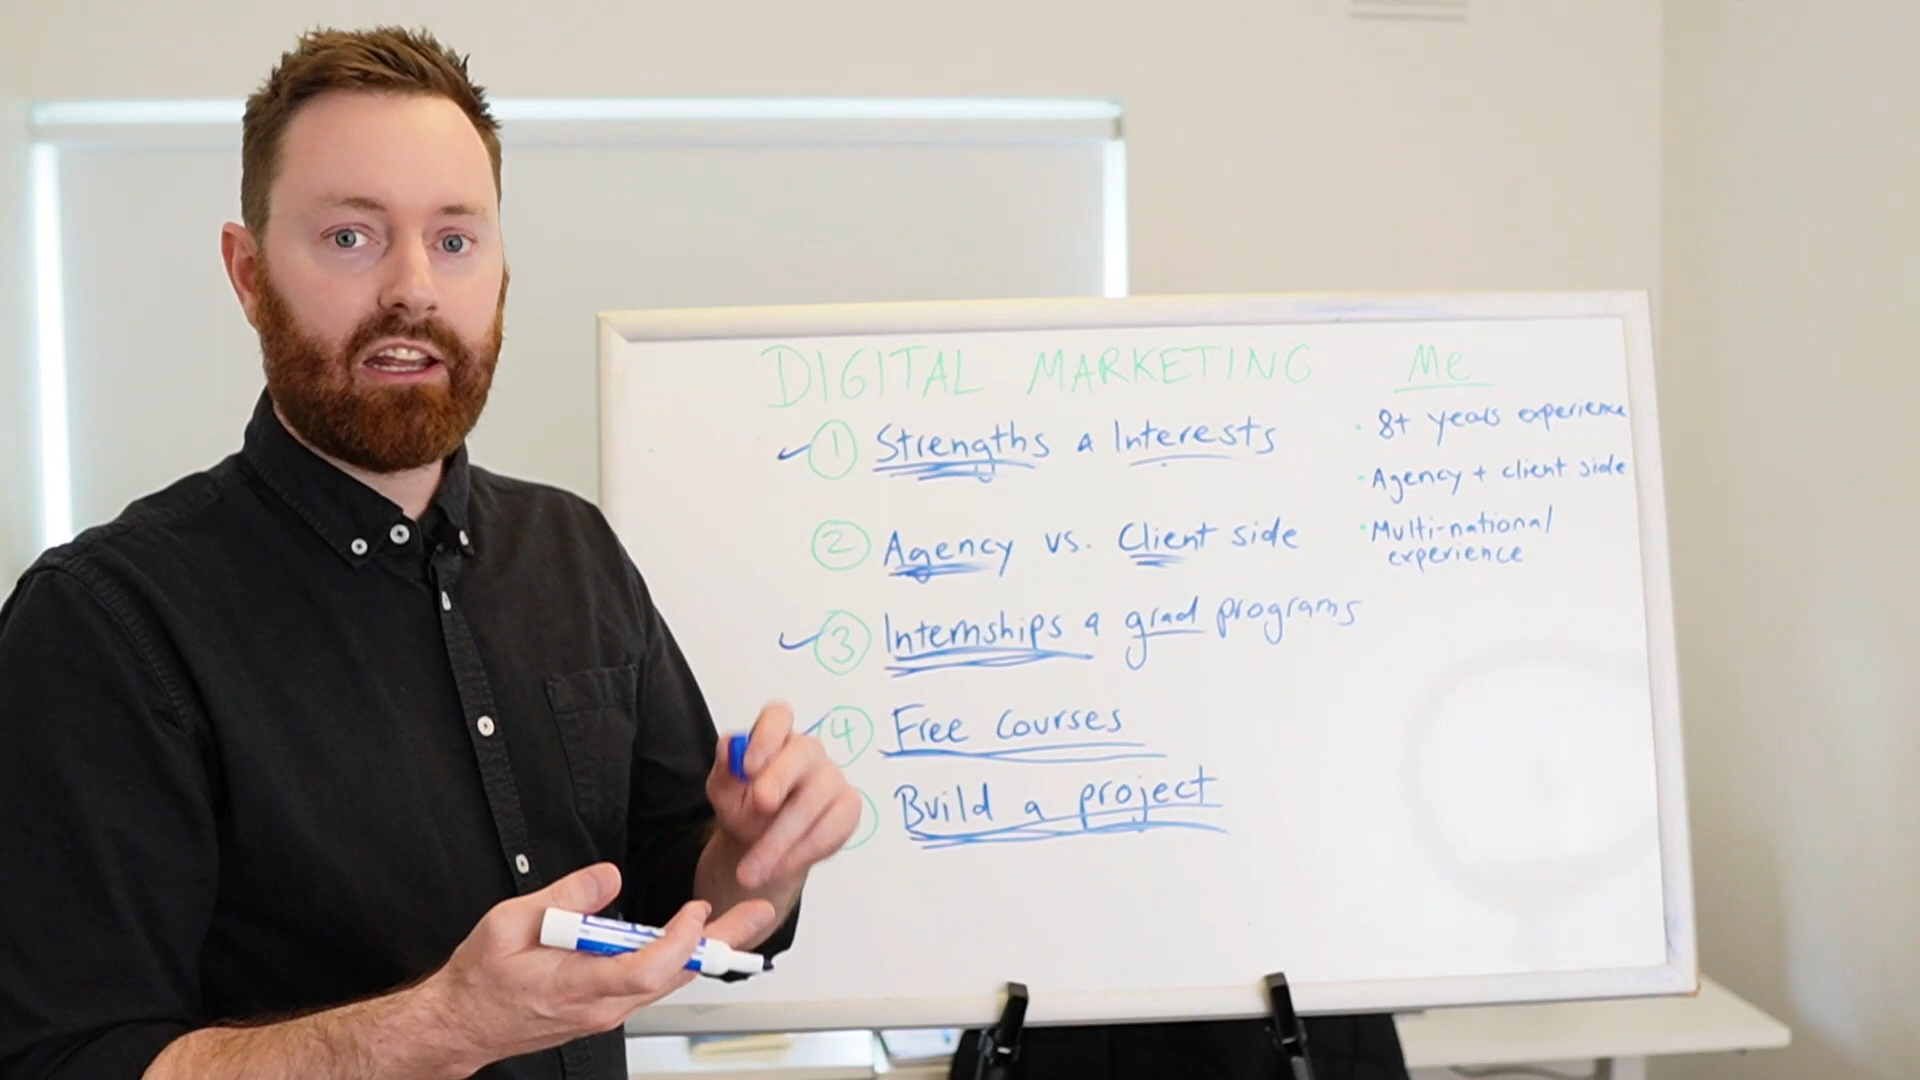 DIGITAL MARKETING
1 Strengths & Interests
2 Agency vs. Client side
3 Internships & grad programs
4 Free courses
Build a project
Me
• 8+ years experience
• Agency + client side
• Multi-national
experience